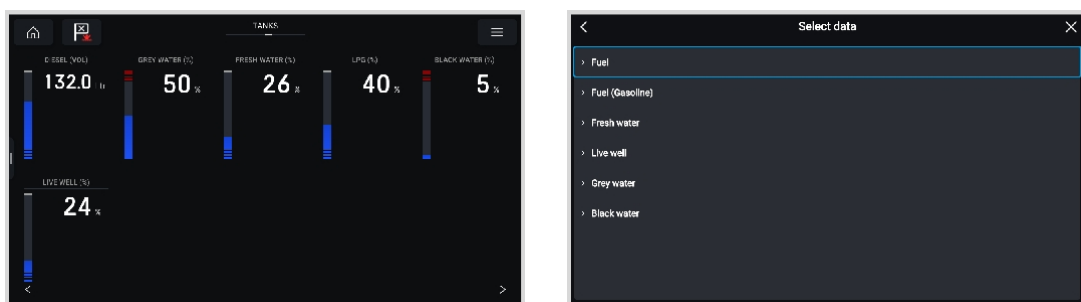 TANKS
DIESEL (VOL)
132.0
GREY WATER (%)
50 %
FRESH WATER (%)
26 %
LPG (%)
40 %
BLACK WATER (%)
5 %
LIVE WELL (%)
24 %
Select data
Fuel
Fuel (Gasoline)
Fresh water
Live well
Grey water
Black water